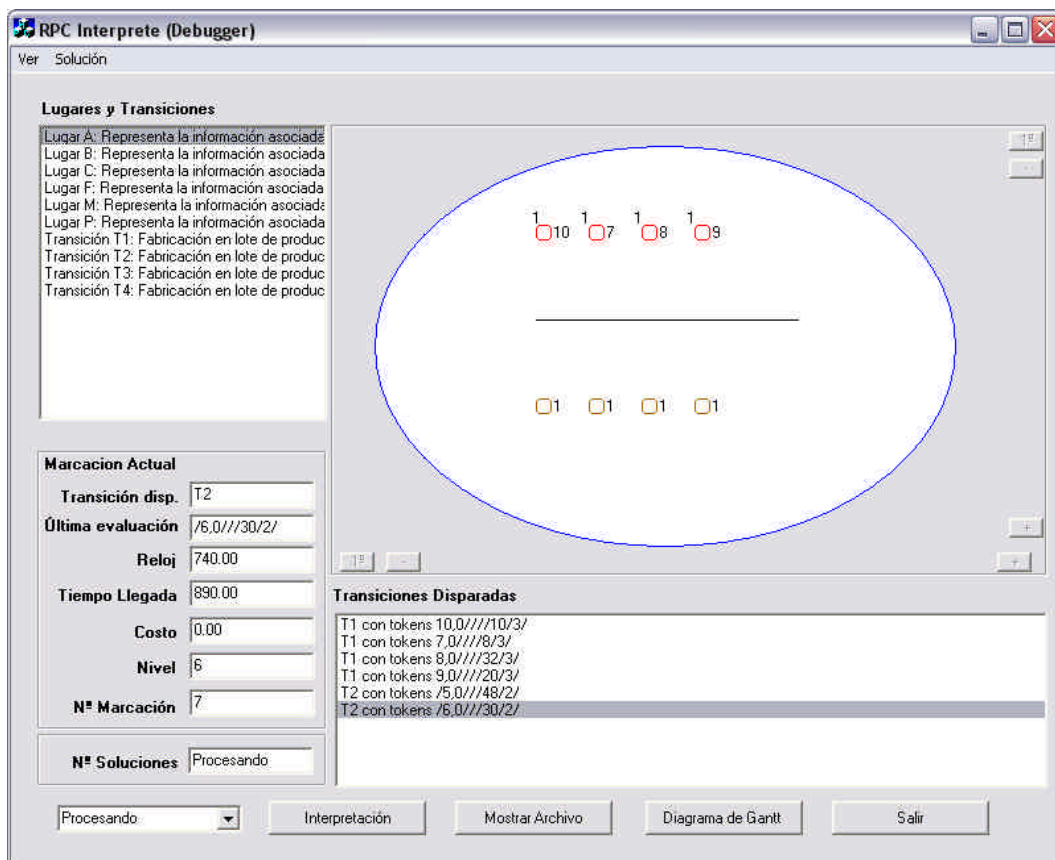 RPC Interprete (Debugger)
Ver Solución
Lugares y Transiciones
Lugar A: Representa la información asociada
Lugar B: Representa la información asociada
Lugar C: Representa la información asociada
Lugar F: Representa la información asociada
Lugar M: Representa la información asociada
Lugar P: Representa la información asociada
Transición T1: Fabricación en lote de produc
Transición T2: Fabricación en lote de produc
Transición T3: Fabricación en lote de produc
Transición T4: Fabricación en lote de produc
1 1 1 1
10 7 8 9
1 1 1 1
1º
-
+
1º - +
Marcacion Actual
Transición disp. T2
Última evaluación /6,0///30/2/
Reloj 740.00
Tiempo Llegada 890.00
Costo 0.00
Nivel 6
Nº Marcación 7
Nº Soluciones Procesando
Transiciones Disparadas
T1 con tokens 10,0////10/3/
T1 con tokens 7,0////8/3/
T1 con tokens 8,0////32/3/
T1 con tokens 9,0////20/3/
T2 con tokens /5,0///48/2/
T2 con tokens /6,0///30/2/
Procesando Interpretación Mostrar Archivo Diagrama de Gantt Salir